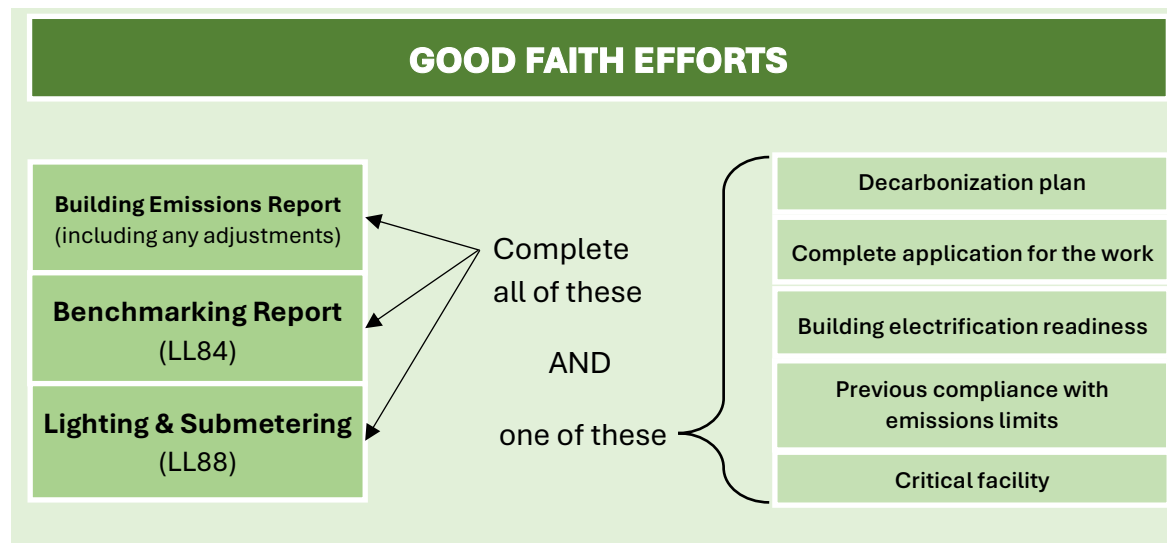 GOOD FAITH EFFORTS
Building Emissions Report
(including any adjustments)
Benchmarking Report
(LL84)
Lighting & Submetering
(LL88)
Complete
all of these
AND
one of these
Decarbonization plan
Complete application for the work
Building electrification readiness
Previous compliance with
emissions limits
Critical facility